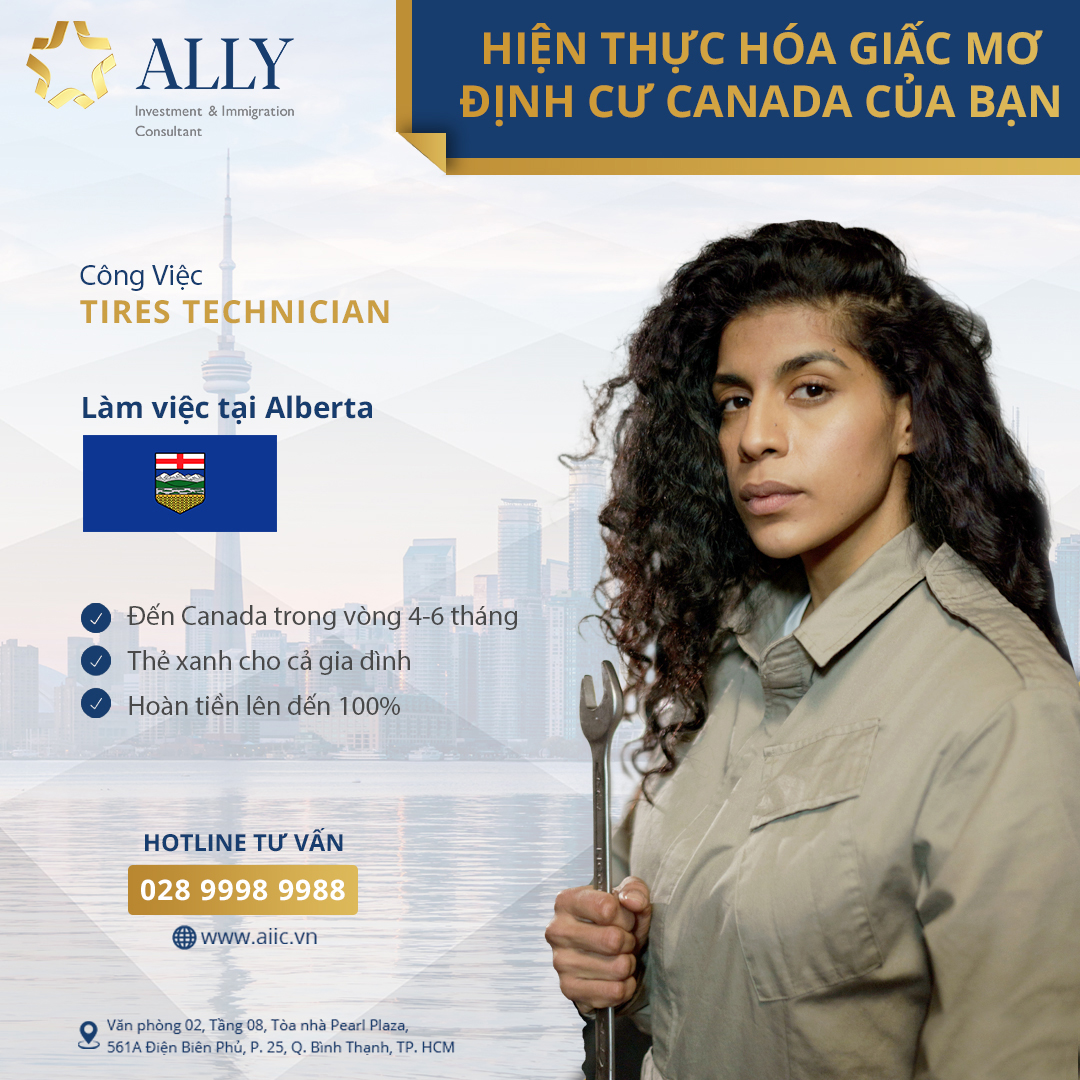 ALLY
Investment & Immigration
Consultant
HIỆN THỰC HÓA GIẤC MƠ
ĐỊNH CƯ CANADA CỦA BẠN
Công Việc
TIRES TECHNICIAN
Làm việc tại Alberta
Đến Canada trong vòng 4-6 tháng
Thẻ xanh cho cả gia đình
Hoàn tiền lên đến 100%
HOTLINE TƯ VẤN
028 9998 9988
www.aiic.vn
Văn phòng 02, Tầng 08, Tòa nhà Pearl Plaza,
561A Điện Biên Phủ, P. 25, Q. Bình Thạnh, TP. HCM